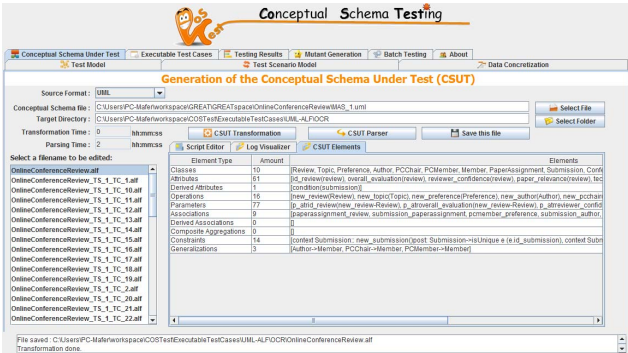 CosTest
Conceptual Schema Testing
Conceptual Schema Under Test
Executable Test Cases
Testing Results
Mutant Generation
Batch Testing
About
Test Model
Test Scenario Model
Data Concretization
Generation of the Conceptual Schema Under Test (CSUT)
Source Format : UML
Conceptual Schema file : C:\Users\PC-Mafer\workspace\GREAT\GREATspace\OnlineConferenceReview\MAS_1.uml
Select File
Target Directory : C:\Users\PC-Mafer\workspace\COSTest\ExecutableTestCases\UML-ALF\OCR
Select Folder
Transformation Time : 0 hh:mm:ss
CSUT Transformation
CSUT Parser
Save this file
Parsing Time : 2 hh:mm:ss
Script Editor
Log Visualizer
CSUT Elements
Select a filename to be edited:
OnlineConferenceReview.alf
OnlineConferenceReview_TS_1_TC_1.alf
OnlineConferenceReview_TS_1_TC_10.alf
OnlineConferenceReview_TS_1_TC_11.alf
OnlineConferenceReview_TS_1_TC_12.alf
OnlineConferenceReview_TS_1_TC_13.alf
OnlineConferenceReview_TS_1_TC_14.alf
OnlineConferenceReview_TS_1_TC_15.alf
OnlineConferenceReview_TS_1_TC_16.alf
OnlineConferenceReview_TS_1_TC_17.alf
OnlineConferenceReview_TS_1_TC_18.alf
OnlineConferenceReview_TS_1_TC_19.alf
OnlineConferenceReview_TS_1_TC_2.alf
OnlineConferenceReview_TS_1_TC_20.alf
OnlineConferenceReview_TS_1_TC_21.alf
OnlineConferenceReview_TS_1_TC_22.alf
Element Type Amount Elements
Classes 10 [Review, Topic, Preference, Author, PCChair, PCMember, Member, PaperAssignment, Submission, Confe
Attributes 61 [id_review(review), overall_evaluation(review), reviewer_confidence(review), paper_relevance(review), tec
Derived Attributes 1 [condition(submission)]
Operations 16 [new_review(Review), new_topic(Topic), new_preference(Preference), new_author(Author), new_pcchair
Parameters 77 [p_atrid_review(new_review-Review), p_atroverall_evaluation(new_review-Review), p_atrreviewer_confid
Associations 9 [paperassignment_review, submission_paperassignment, pcmember_preference, submission_author,
Derived Associations 0 []
Composite Aggregations 0 []
Constraints 14 [context Submission:: new_submission()post: Submission->isUnique e (e.id_submission), context Subm
Generalizations 3 [Author->Member, PCChair->Member, PCMember->Member]
File saved : C:\Users\PC-Mafer\workspace\COSTest\ExecutableTestCases\UML-ALF\OCR\OnlineConferenceReview.alf
Transformation done.